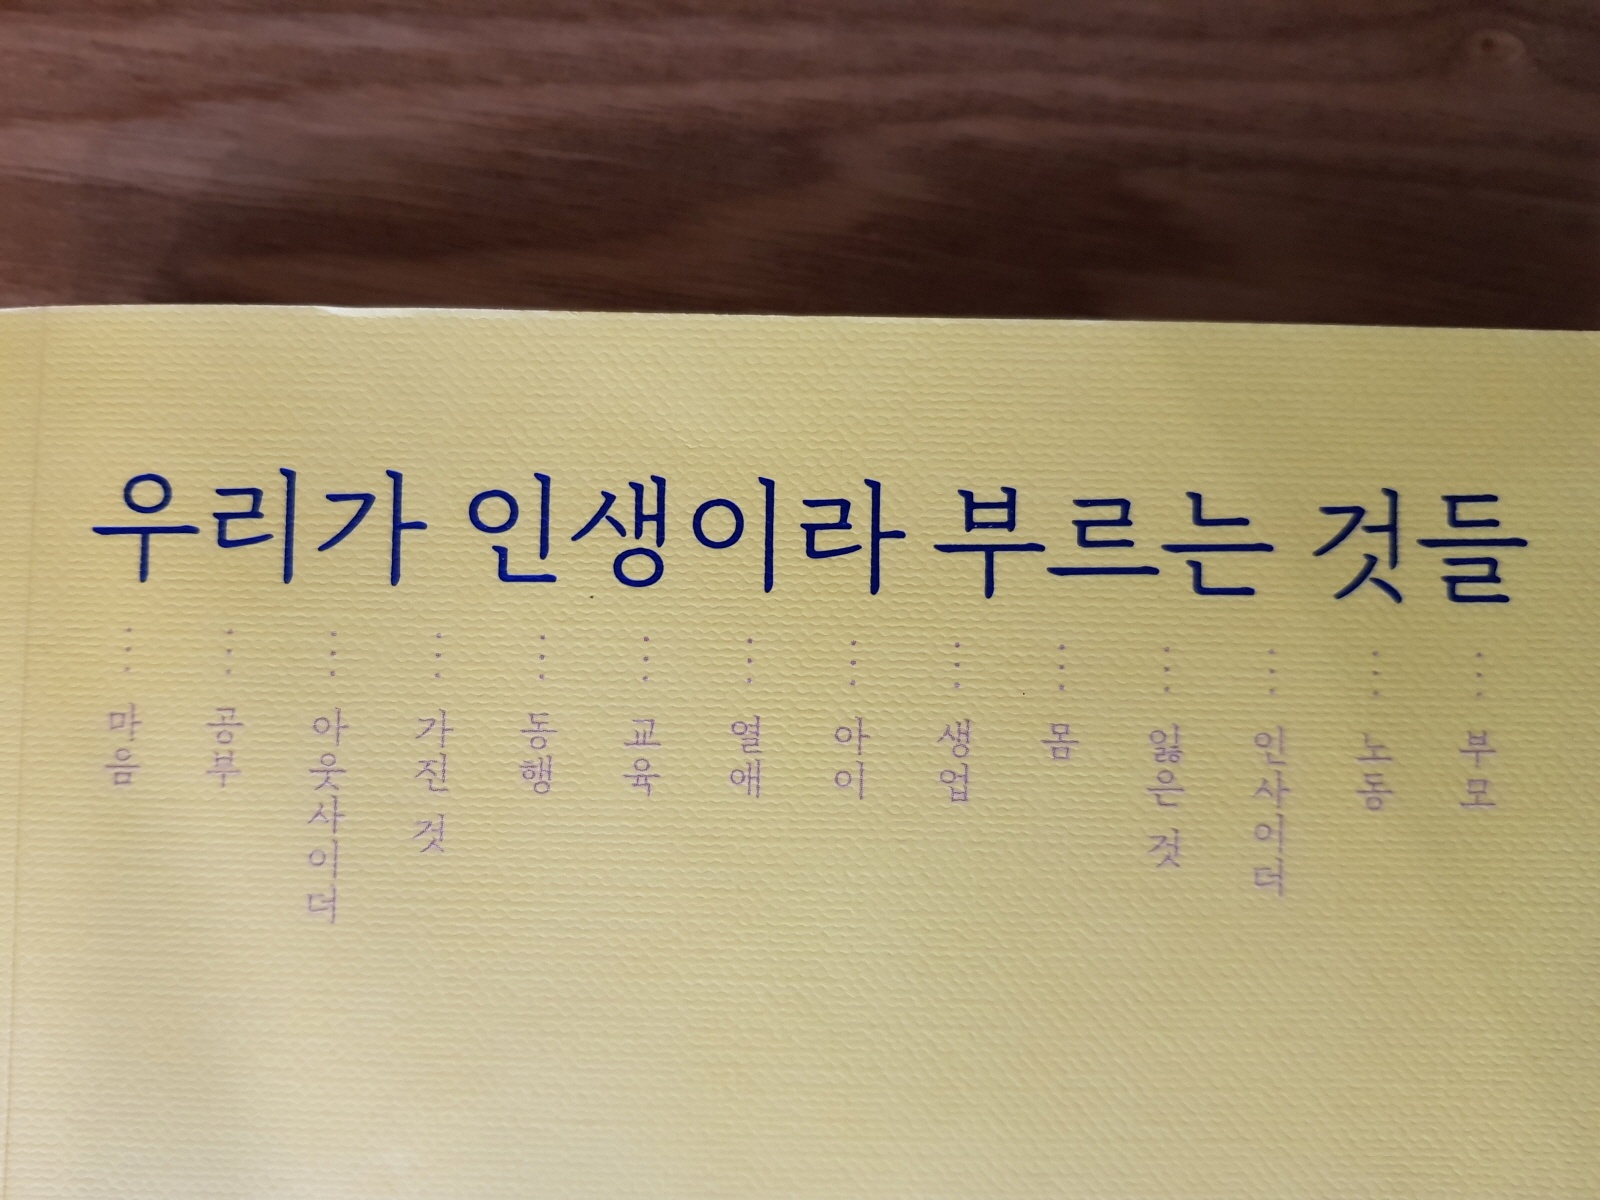 우리가 인생이라 부르는 것들
⋮ 마음
⋮ 공부
⋮ 아웃사이더
⋮ 가진 것
⋮ 동행
⋮ 교육
⋮ 열애
⋮ 아이
⋮ 생업
⋮ 몸
⋮ 잃은 것
⋮ 인사이더
⋮ 노동
⋮ 부모